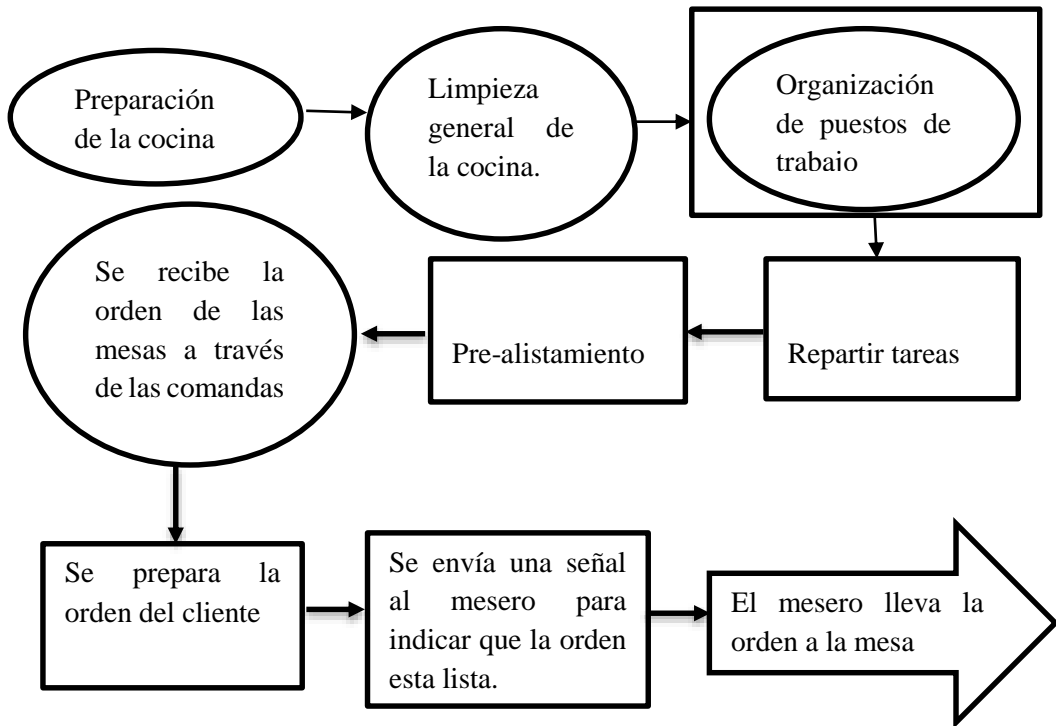 Preparación
de la cocina
Limpieza
general de
la cocina.
Organización
de puestos de
trabajo
Repartir tareas
Pre-alistamiento
Se recibe la
orden de las
mesas a través
de las comandas
Se prepara la
orden del cliente
Se envía una señal
al mesero para
indicar que la orden
esta lista.
El mesero lleva la
orden a la mesa